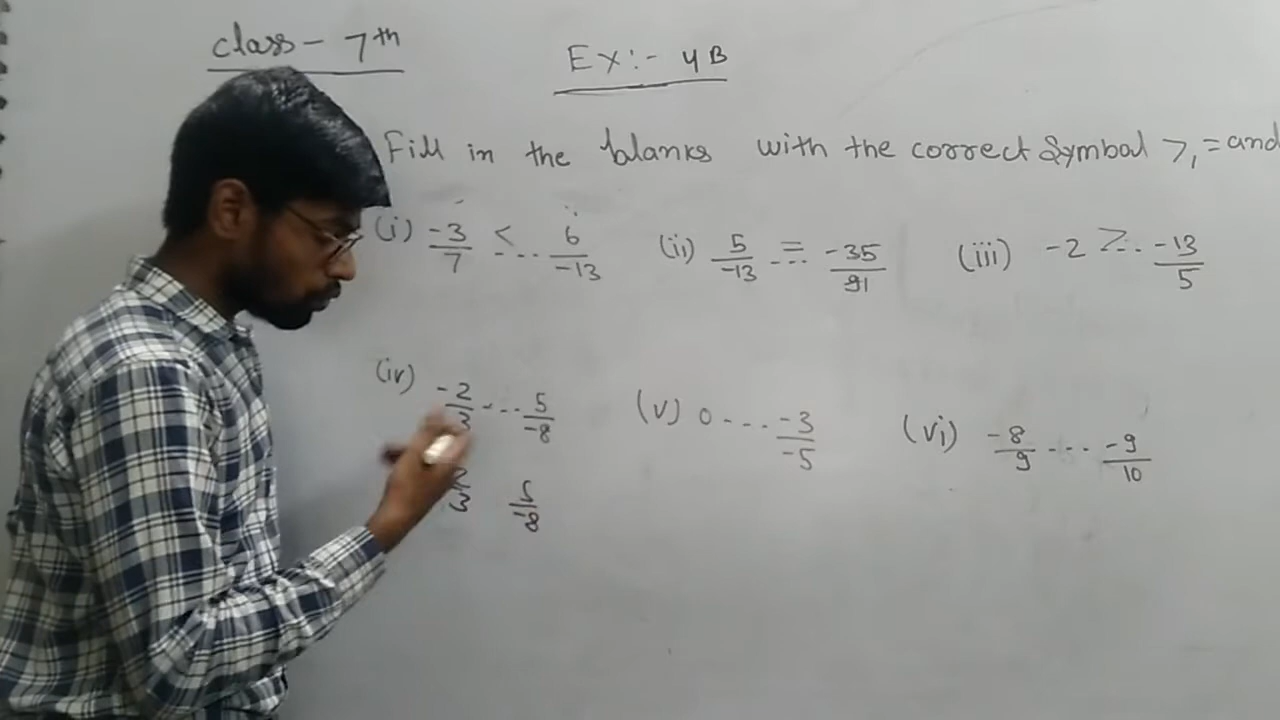 class - 7th
Ex:- 4B
Fill in the blanks with the correct Symbol >, = and
(i) -3/7 < ... 6/-13 (ii) 5/-13 = ... -35/91 (iii) -2 > ... -13/5
(iv) -2/3 ... 5/-8 (v) 0 .... -3/-5 (vi) -8/9 ... -9/10